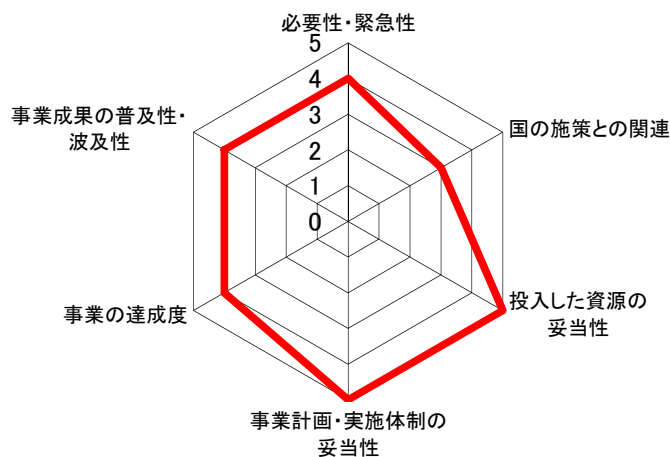 必要性・緊急性
5
4
3
2
1
0
国の施策との関連
投入した資源の
妥当性
事業計画・実施体制の
妥当性
事業の達成度
事業成果の普及性・
波及性